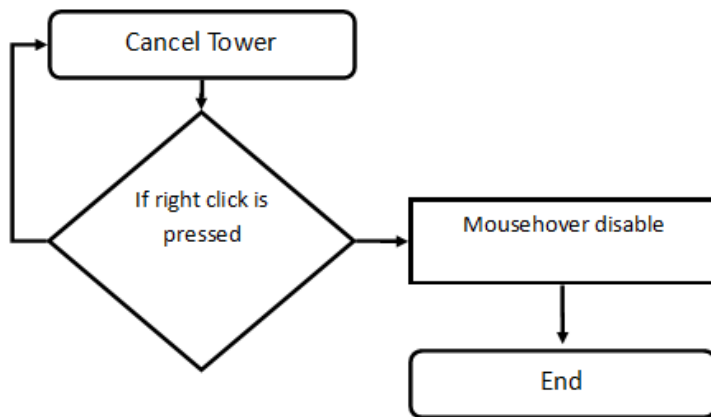 Cancel Tower
If right click is
pressed
Mousehover disable
End